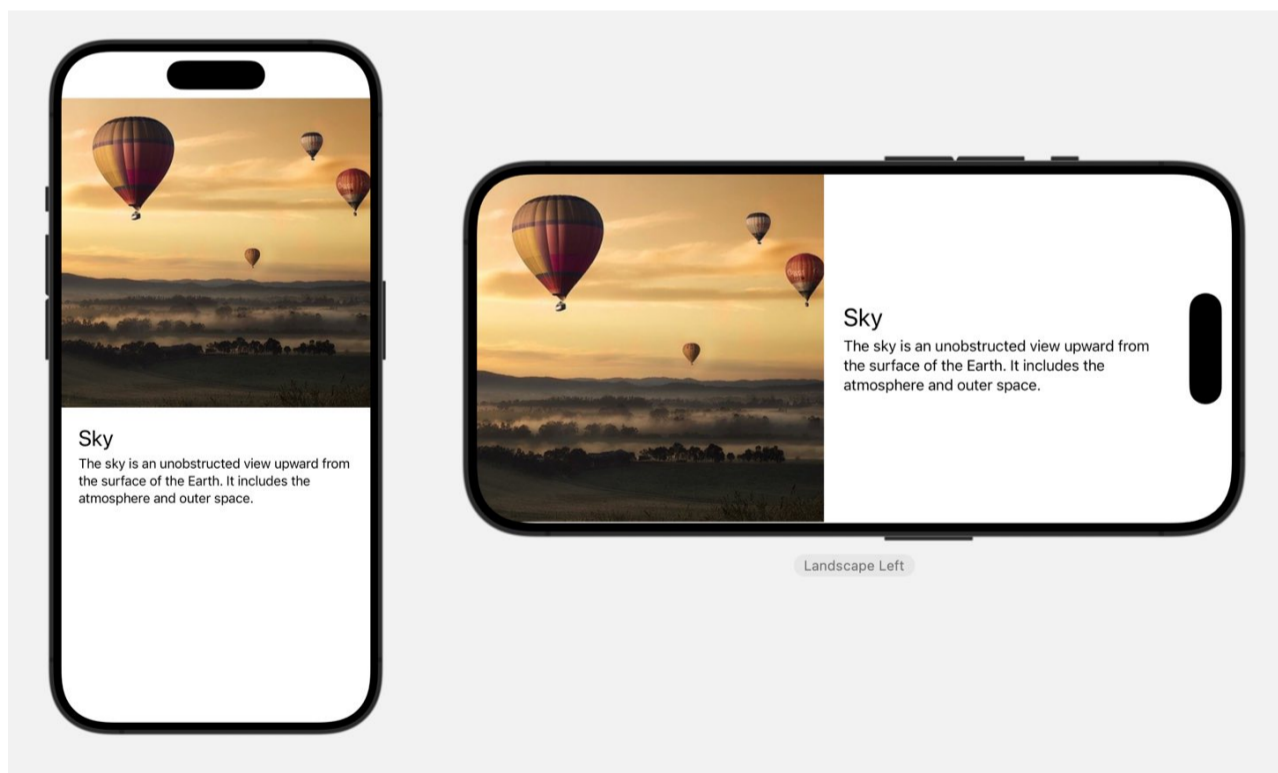 Sky
The sky is an unobstructed view upward from
the surface of the Earth. It includes the
atmosphere and outer space.
Sky
The sky is an unobstructed view upward from
the surface of the Earth. It includes the
atmosphere and outer space.
Landscape Left